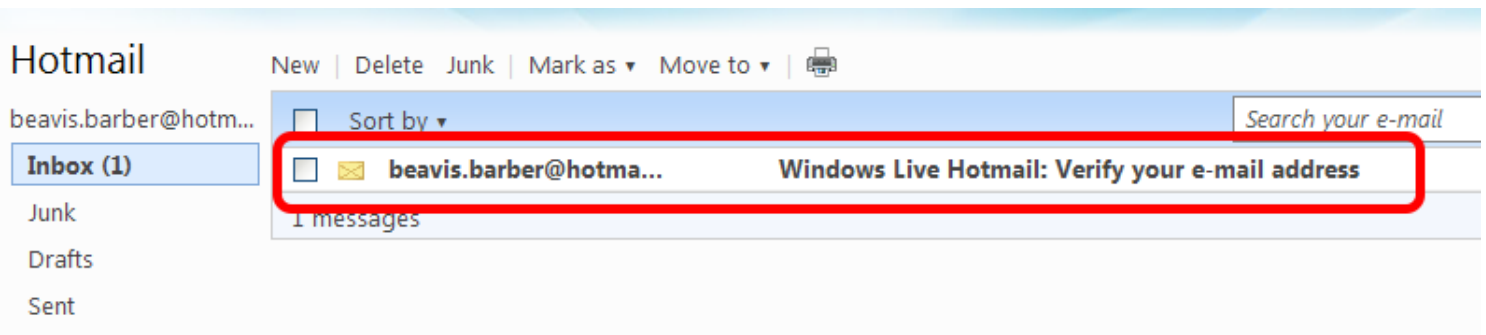 Hotmail
New | Delete Junk | Mark as ▾ Move to ▾ |
beavis.barber@hotm...
Sort by ▾
Search your e-mail
Inbox (1)
beavis.barber@hotma... Windows Live Hotmail: Verify your e-mail address
Junk
1 messages
Drafts
Sent